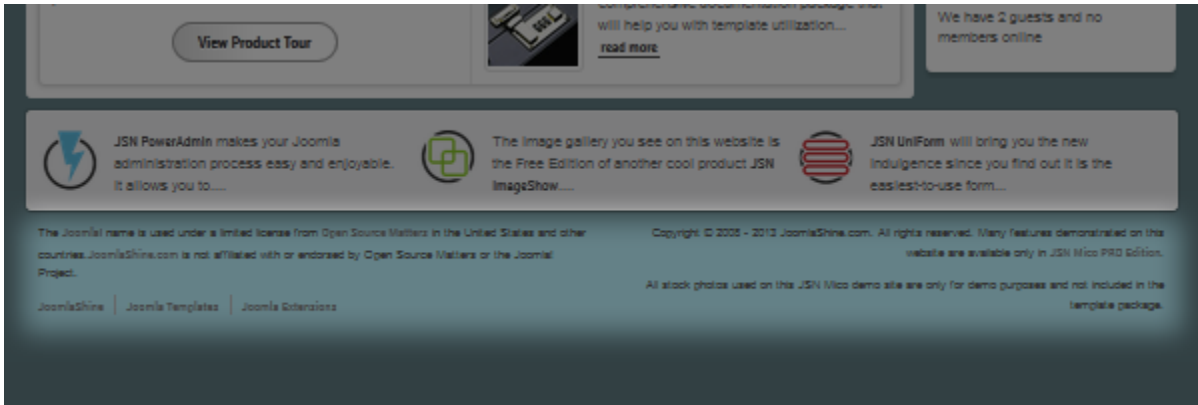 comprehensive documentation package that
will help you with template utilization...
read more
View Product Tour
We have 2 guests and no
members online
JSN PowerAdmin makes your Joomla
administration process easy and enjoyable.
It allows you to....
The image gallery you see on this website is
the Free Edition of another cool product JSN
ImageShow....
JSN UniForm will bring you the new
indulgence since you find out it is the
easiest-to-use form...
The Joomla! name is used under a limited license from Open Source Matters in the United States and other
countries. JoomlaShine.com is not affiliated with or endorsed by Open Source Matters or the Joomla!
Project.
JoomlaShine
Joomla Templates
Joomla Extensions
Copyright © 2008 - 2013 JoomlaShine.com. All rights reserved. Many features demonstrated on this
website are available only in JSN Mico PRO Edition.
All stock photos used on this JSN Mico demo site are only for demo purposes and not included in the
template package.